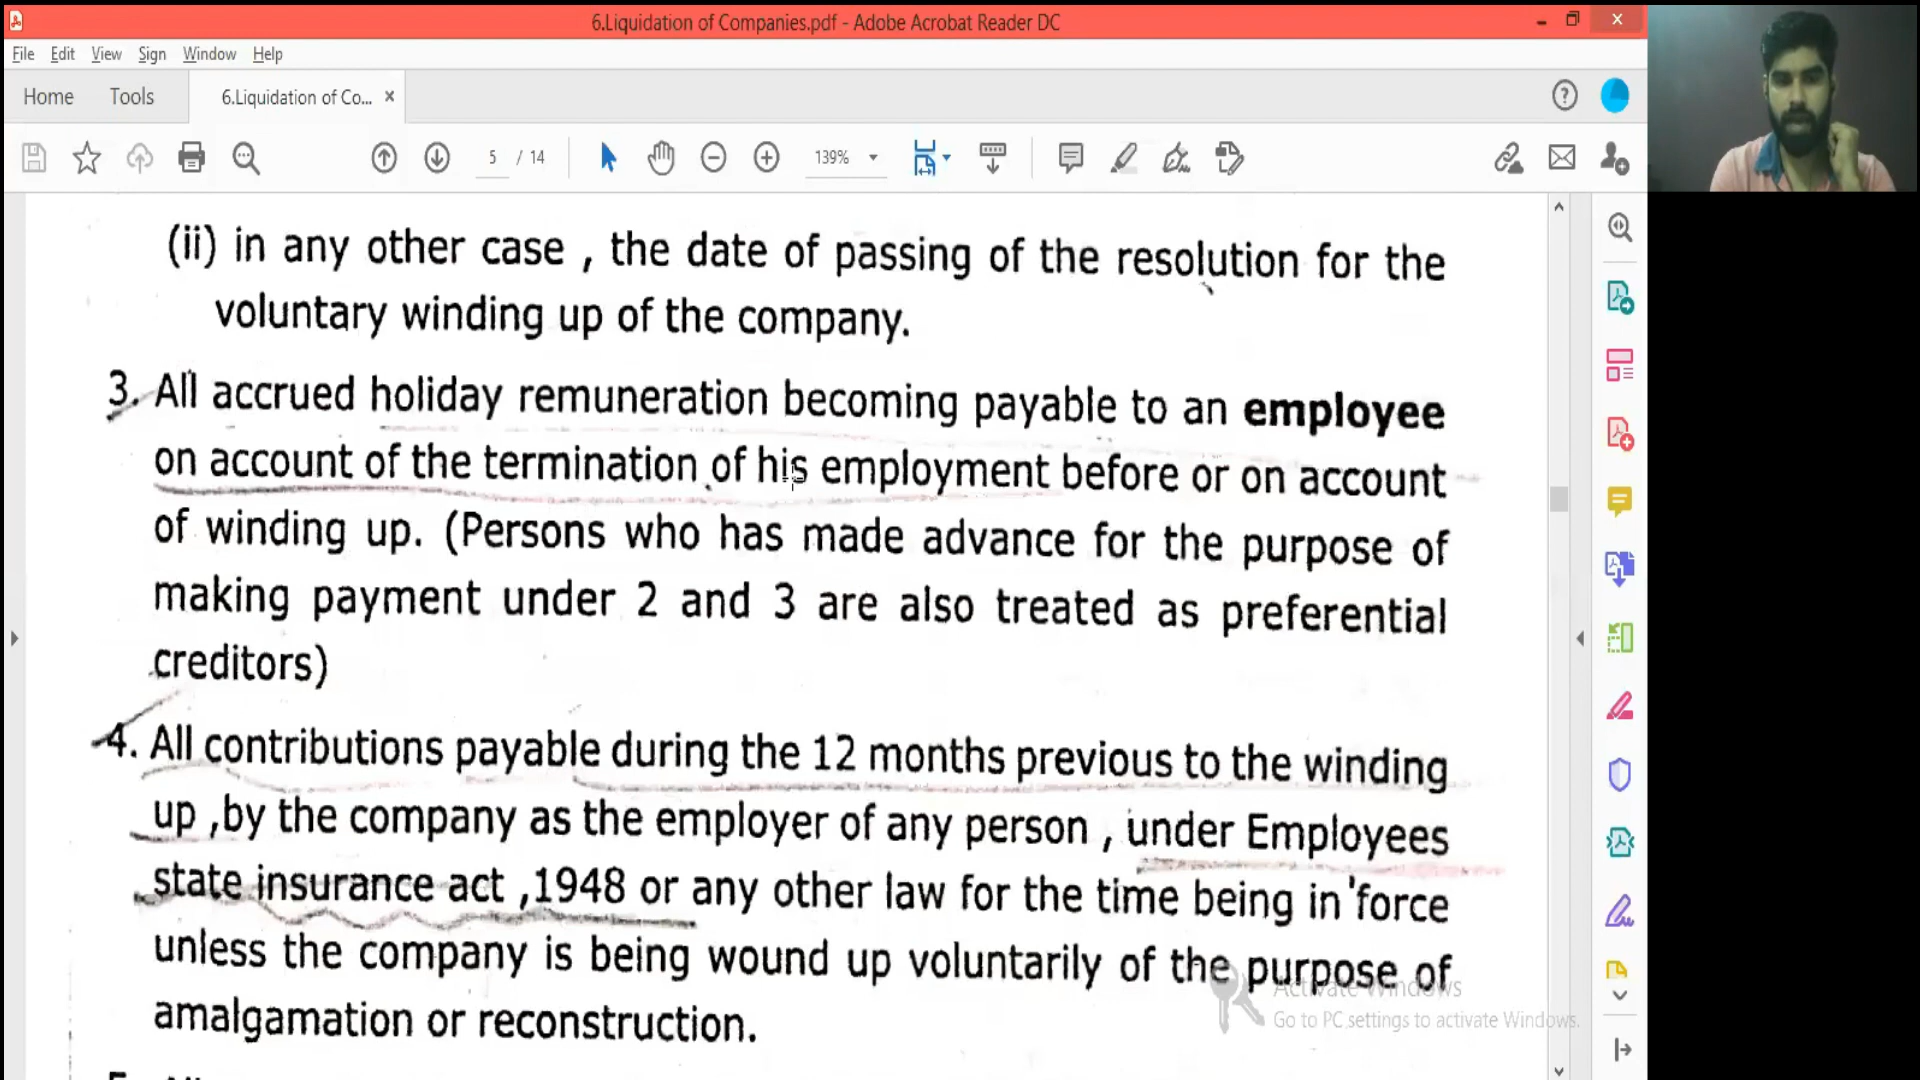 6.Liquidation of Companies.pdf - Adobe Acrobat Reader DC
File Edit View Sign Window Help
Home Tools 6.Liquidation of Co... ×
5 / 14 139%
(ii) in any other case , the date of passing of the resolution for the
voluntary winding up of the company.
3. All accrued holiday remuneration becoming payable to an employee
on account of the termination of his employment before or on account
of winding up. (Persons who has made advance for the purpose of
making payment under 2 and 3 are also treated as preferential
creditors)
4. All contributions payable during the 12 months previous to the winding
up ,by the company as the employer of any person , under Employees
state insurance act ,1948 or any other law for the time being in force
unless the company is being wound up voluntarily of the purpose of
amalgamation or reconstruction.
Activate Windows
Go to PC settings to activate Windows.